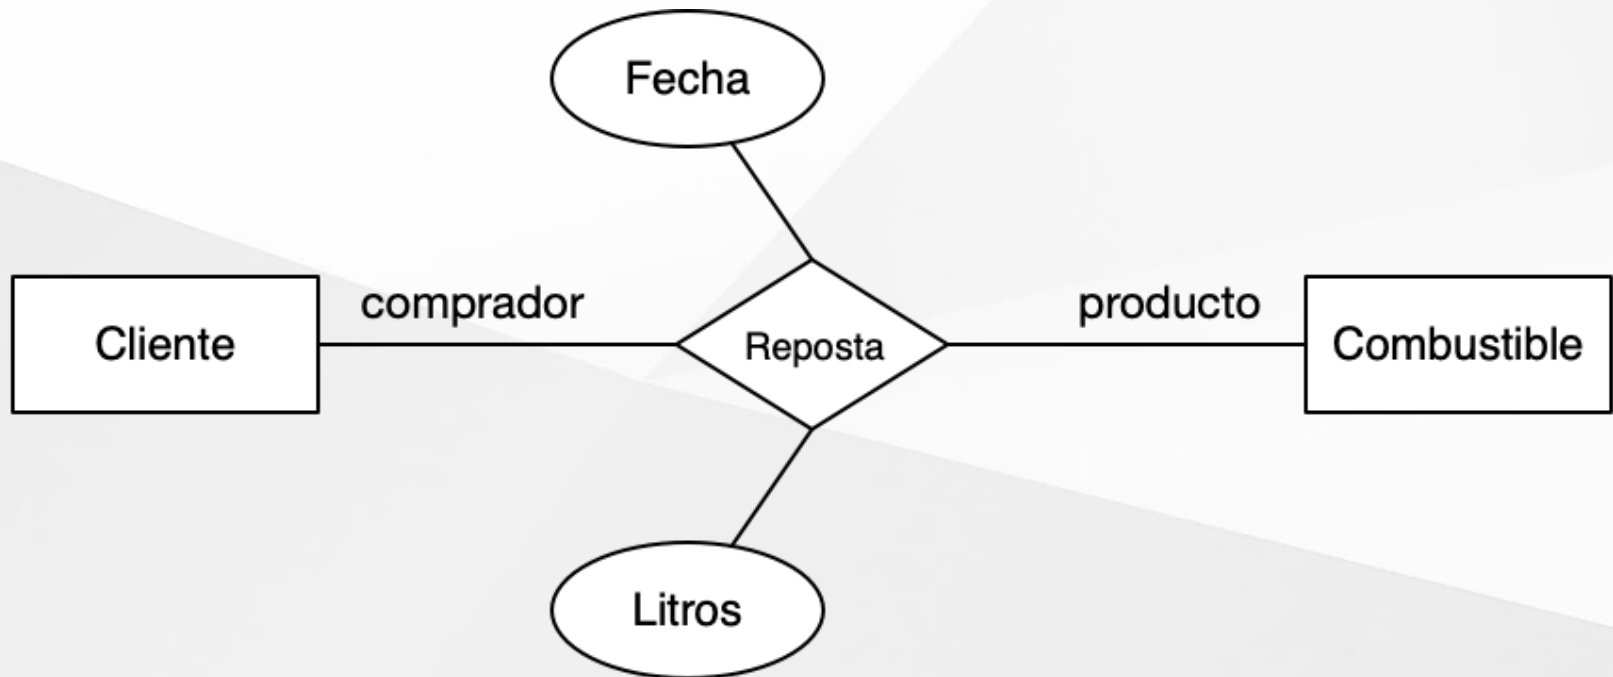 Fecha
comprador
producto
Cliente
Reposta
Combustible
Litros